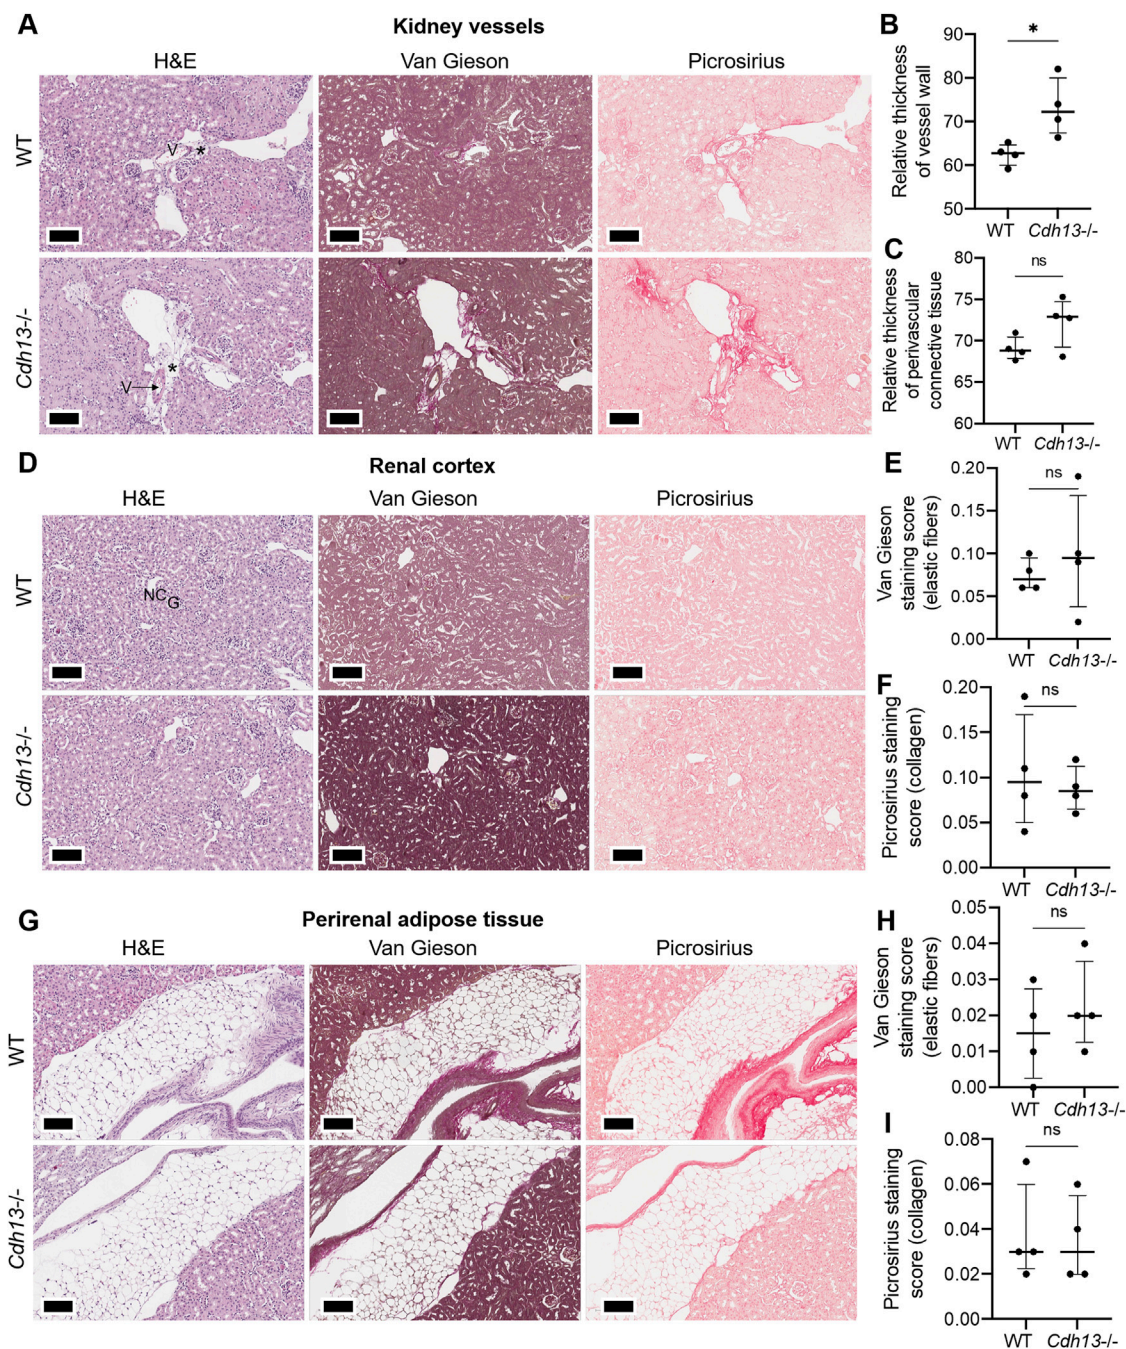 A
Kidney vessels
H&E
Van Gieson
Picrosirius
WT
V
*
Cdh13-/-
V
*
B
Relative thickness
of vessel wall
90
80
70
60
50
*
WT
Cdh13-/-
C
Relative thickness
of perivascular
connective tissue
80
75
70
65
60
ns
WT
Cdh13-/-
D
Renal cortex
H&E
Van Gieson
Picrosirius
WT
NC
G
Cdh13-/-
E
Van Gieson
staining score
(elastic fibers)
0.20
0.15
0.10
0.05
0.00
ns
WT
Cdh13-/-
F
Picrosirius staining
score (collagen)
0.20
0.15
0.10
0.05
0.00
ns
WT
Cdh13-/-
G
Perirenal adipose tissue
H&E
Van Gieson
Picrosirius
WT
Cdh13-/-
H
Van Gieson
staining score
(elastic fibers)
0.05
0.04
0.03
0.02
0.01
0.00
ns
WT
Cdh13-/-
I
Picrosirius staining
score (collagen)
0.08
0.06
0.04
0.02
0.00
ns
WT
Cdh13-/-